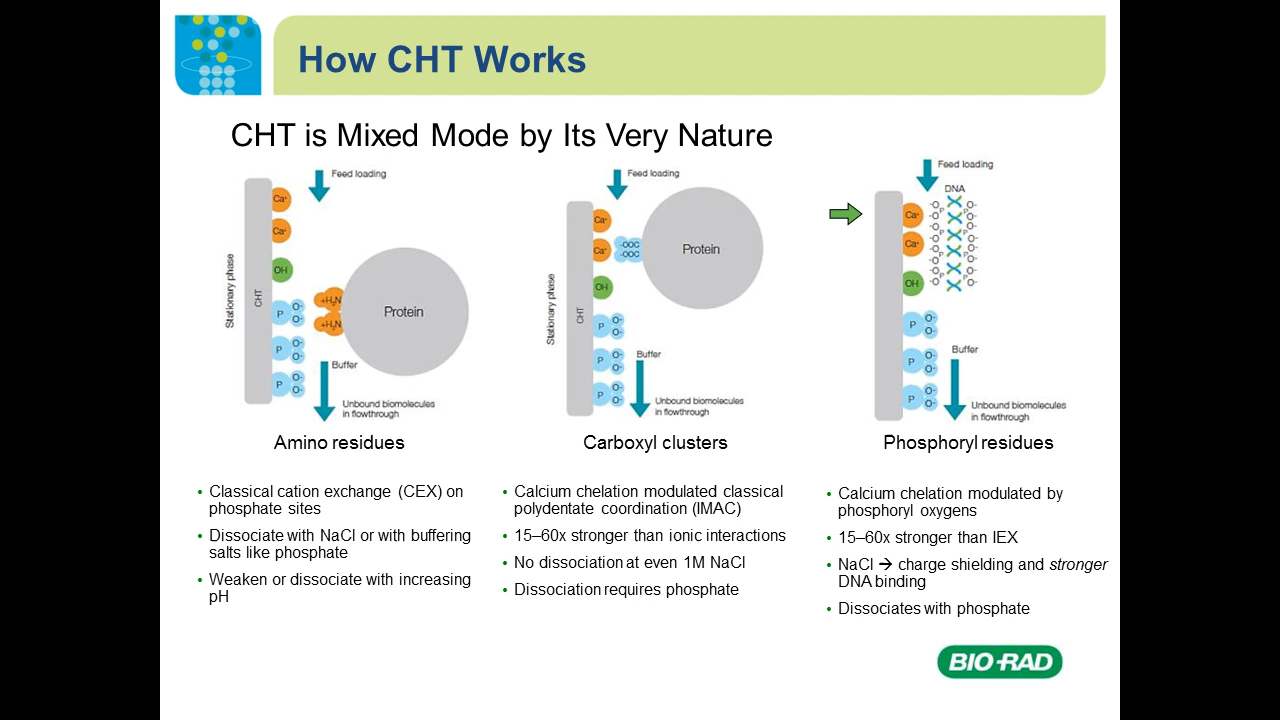 How CHT Works
CHT is Mixed Mode by Its Very Nature
Feed loading
Ca⁺
Ca⁺
OH
P O- O-
P O- O-
P O- O-
Stationary phase
CHT
+H₂N
+H₂N
Protein
Buffer
Unbound biomolecules
in flowthrough
Amino residues
Feed loading
Ca⁺
Ca⁺
-OOC
-OOC
OH
P O- O-
P O- O-
P O- O-
Stationary phase
CHT
Protein
Buffer
Unbound biomolecules
in flowthrough
Carboxyl clusters
Feed loading
DNA
Ca⁺
Ca⁺
OH
-O P O-
-O O-
-O P O-
-O O-
-O P O-
-O P O-
-O O-
P O- O-
P O- O-
P O- O-
Buffer
Unbound biomolecules
in flowthrough
Phosphoryl residues
• Classical cation exchange (CEX) on
phosphate sites
• Dissociate with NaCl or with buffering
salts like phosphate
• Weaken or dissociate with increasing
pH
• Calcium chelation modulated classical
polydentate coordination (IMAC)
• 15–60x stronger than ionic interactions
• No dissociation at even 1M NaCl
• Dissociation requires phosphate
• Calcium chelation modulated by
phosphoryl oxygens
• 15–60x stronger than IEX
• NaCl → charge shielding and stronger
DNA binding
• Dissociates with phosphate
BIO-RAD